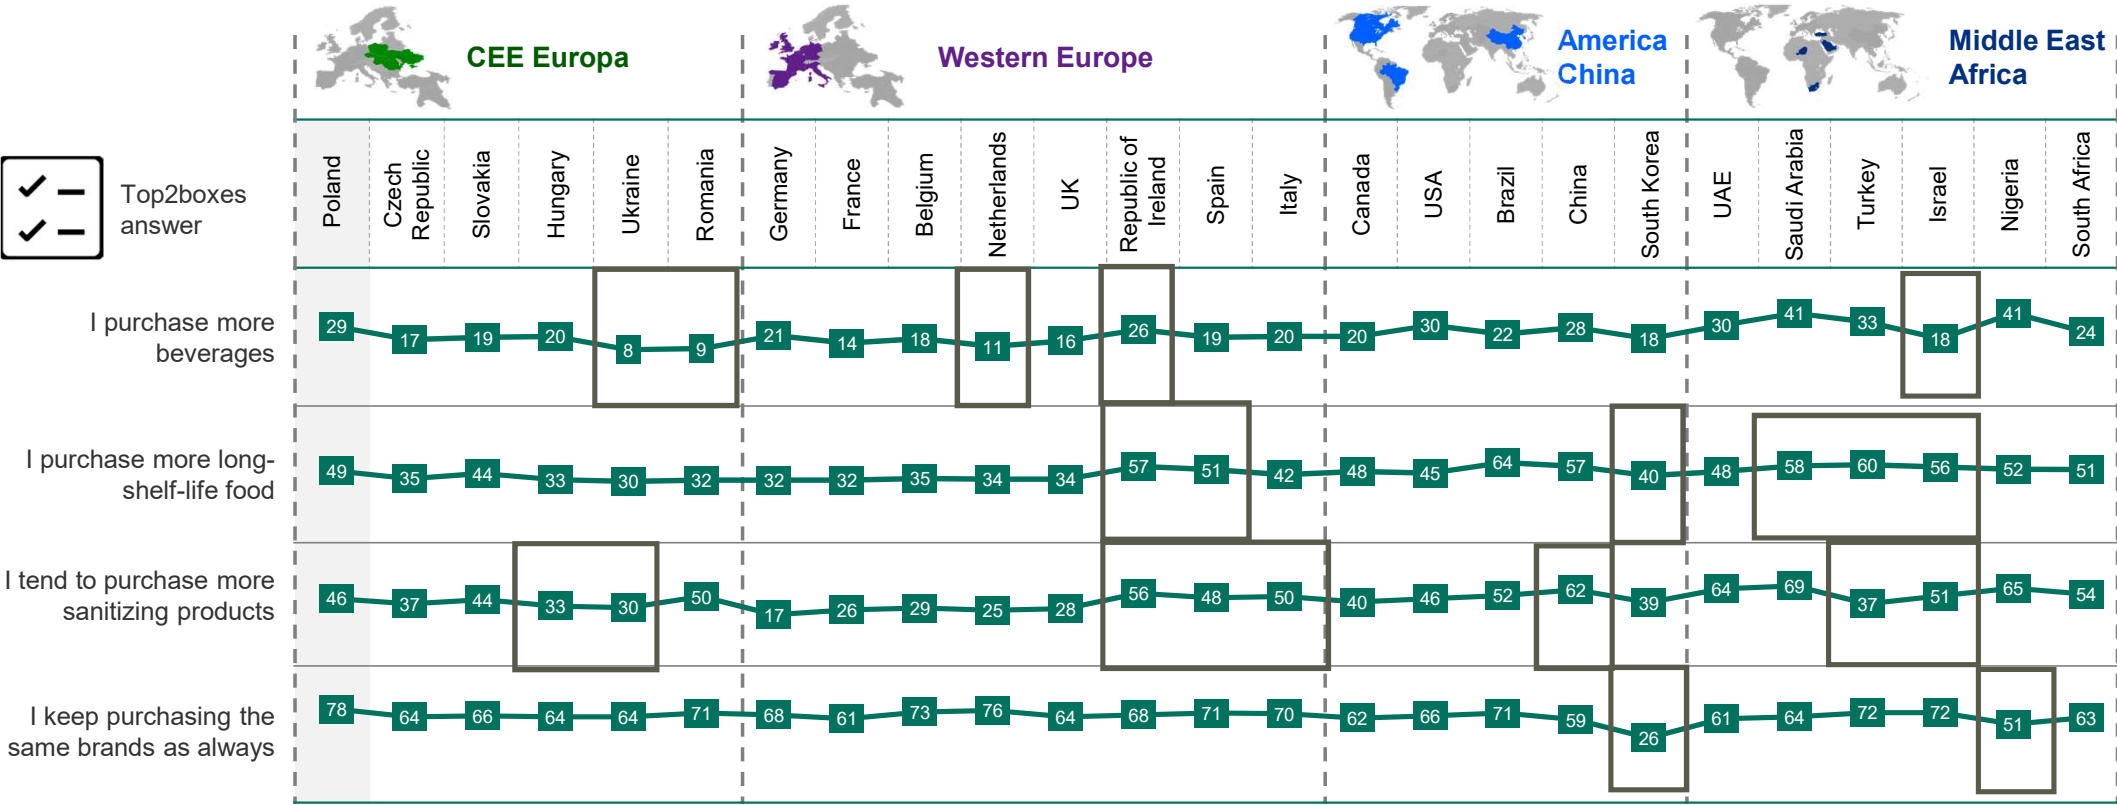 CEE Europa
Western Europe
America
China
Middle East
Africa
Top2boxes
answer
Poland
Czech
Republic
Slovakia
Hungary
Ukraine
Romania
Germany
France
Belgium
Netherlands
UK
Republic of
Ireland
Spain
Italy
Canada
USA
Brazil
China
South Korea
UAE
Saudi Arabia
Turkey
Israel
Nigeria
South Africa
I purchase more
beverages
29 17 19 20 8 9 21 14 18 11 16 26 19 20 20 30 22 28 18 30 41 33 18 41 24
I purchase more long-
shelf-life food
49 35 44 33 30 32 32 32 35 34 34 57 51 42 48 45 64 57 40 48 58 60 56 52 51
I tend to purchase more
sanitizing products
46 37 44 33 30 50 17 26 29 25 28 56 48 50 40 46 52 62 39 64 69 37 51 65 54
I keep purchasing the
same brands as always
78 64 66 64 64 71 68 61 73 76 64 68 71 70 62 66 71 59 26 61 64 72 72 51 63